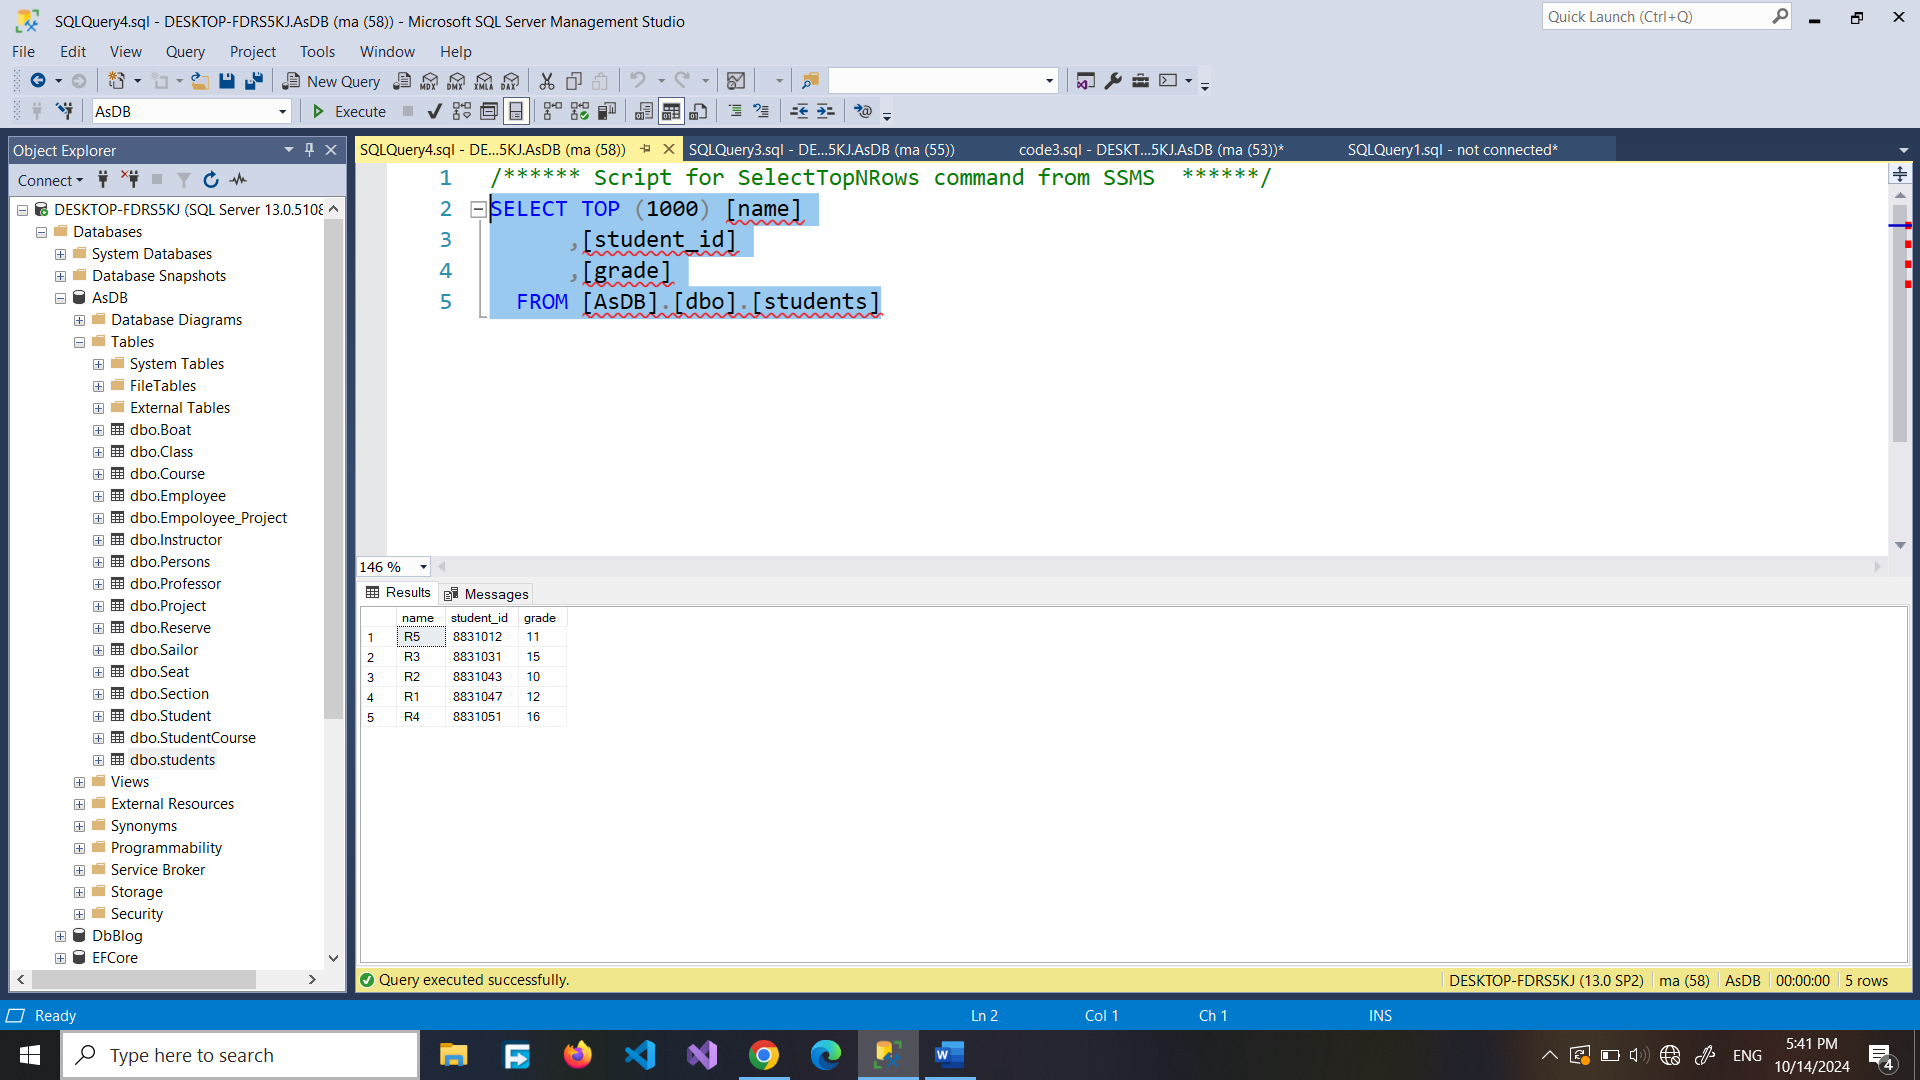 SQLQuery4.sql - DESKTOP-FDRS5KJ.AsDB (ma (58)) - Microsoft SQL Server Management Studio
Quick Launch (Ctrl+Q)
File Edit View Query Project Tools Window Help
New Query MDX DMX XMLA DAX
AsDB Execute
Object Explorer
Connect
DESKTOP-FDRS5KJ (SQL Server 13.0.5108
Databases
System Databases
Database Snapshots
AsDB
Database Diagrams
Tables
System Tables
FileTables
External Tables
dbo.Boat
dbo.Class
dbo.Course
dbo.Employee
dbo.Empoloyee_Project
dbo.Instructor
dbo.Persons
dbo.Professor
dbo.Project
dbo.Reserve
dbo.Sailor
dbo.Seat
dbo.Section
dbo.Student
dbo.StudentCourse
dbo.students
Views
External Resources
Synonyms
Programmability
Service Broker
Storage
Security
DbBlog
EFCore
SQLQuery4.sql - DE...5KJ.AsDB (ma (58)) SQLQuery3.sql - DE...5KJ.AsDB (ma (55)) code3.sql - DESKT...5KJ.AsDB (ma (53))* SQLQuery1.sql - not connected*
1 /****** Script for SelectTopNRows command from SSMS  ******/
2 SELECT TOP (1000) [name]
3 ,[student_id]
4 ,[grade]
5 FROM [AsDB].[dbo].[students]
146 %
Results Messages
name student_id grade
1 R5 8831012 11
2 R3 8831031 15
3 R2 8831043 10
4 R1 8831047 12
5 R4 8831051 16
Query executed successfully. DESKTOP-FDRS5KJ (13.0 SP2) ma (58) AsDB 00:00:00 5 rows
Ready Ln 2 Col 1 Ch 1 INS
Type here to search
ENG
5:41 PM
10/14/2024
4